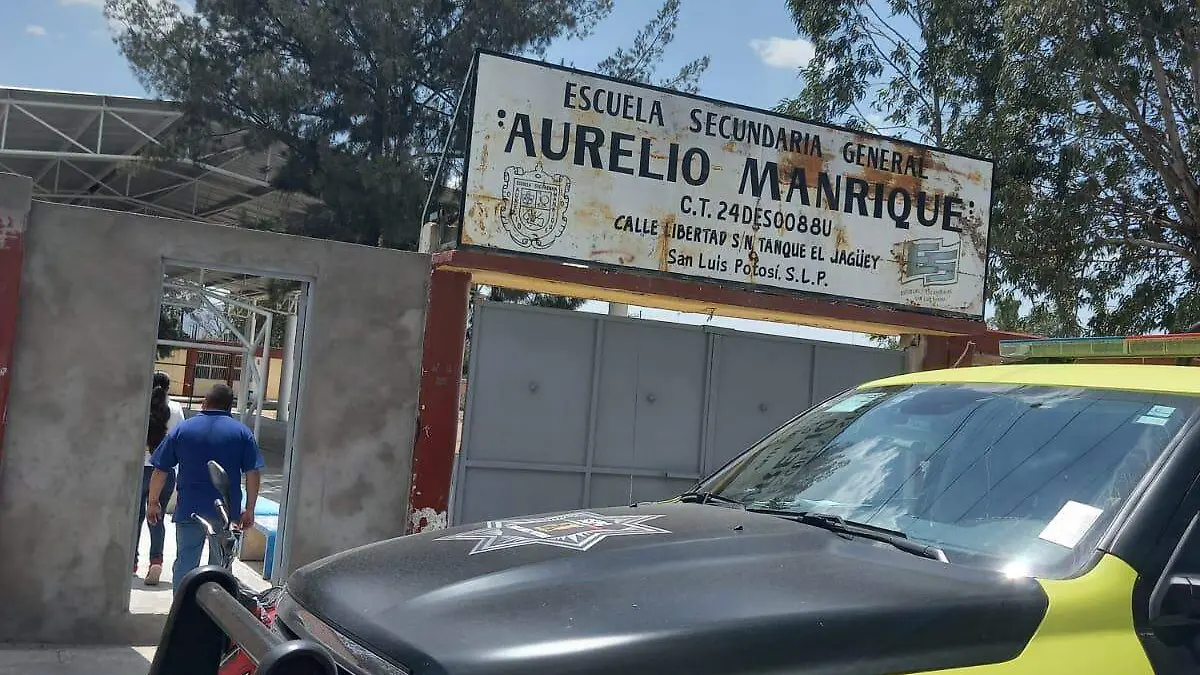 ESCUELA SECUNDARIA GENERAL
"AURELIO MANRIQUE"
C.T. 24DES0088U
CALLE LIBERTAD S/N TANQUE EL JAGÜEY
San Luis Potosí. S.L.P.